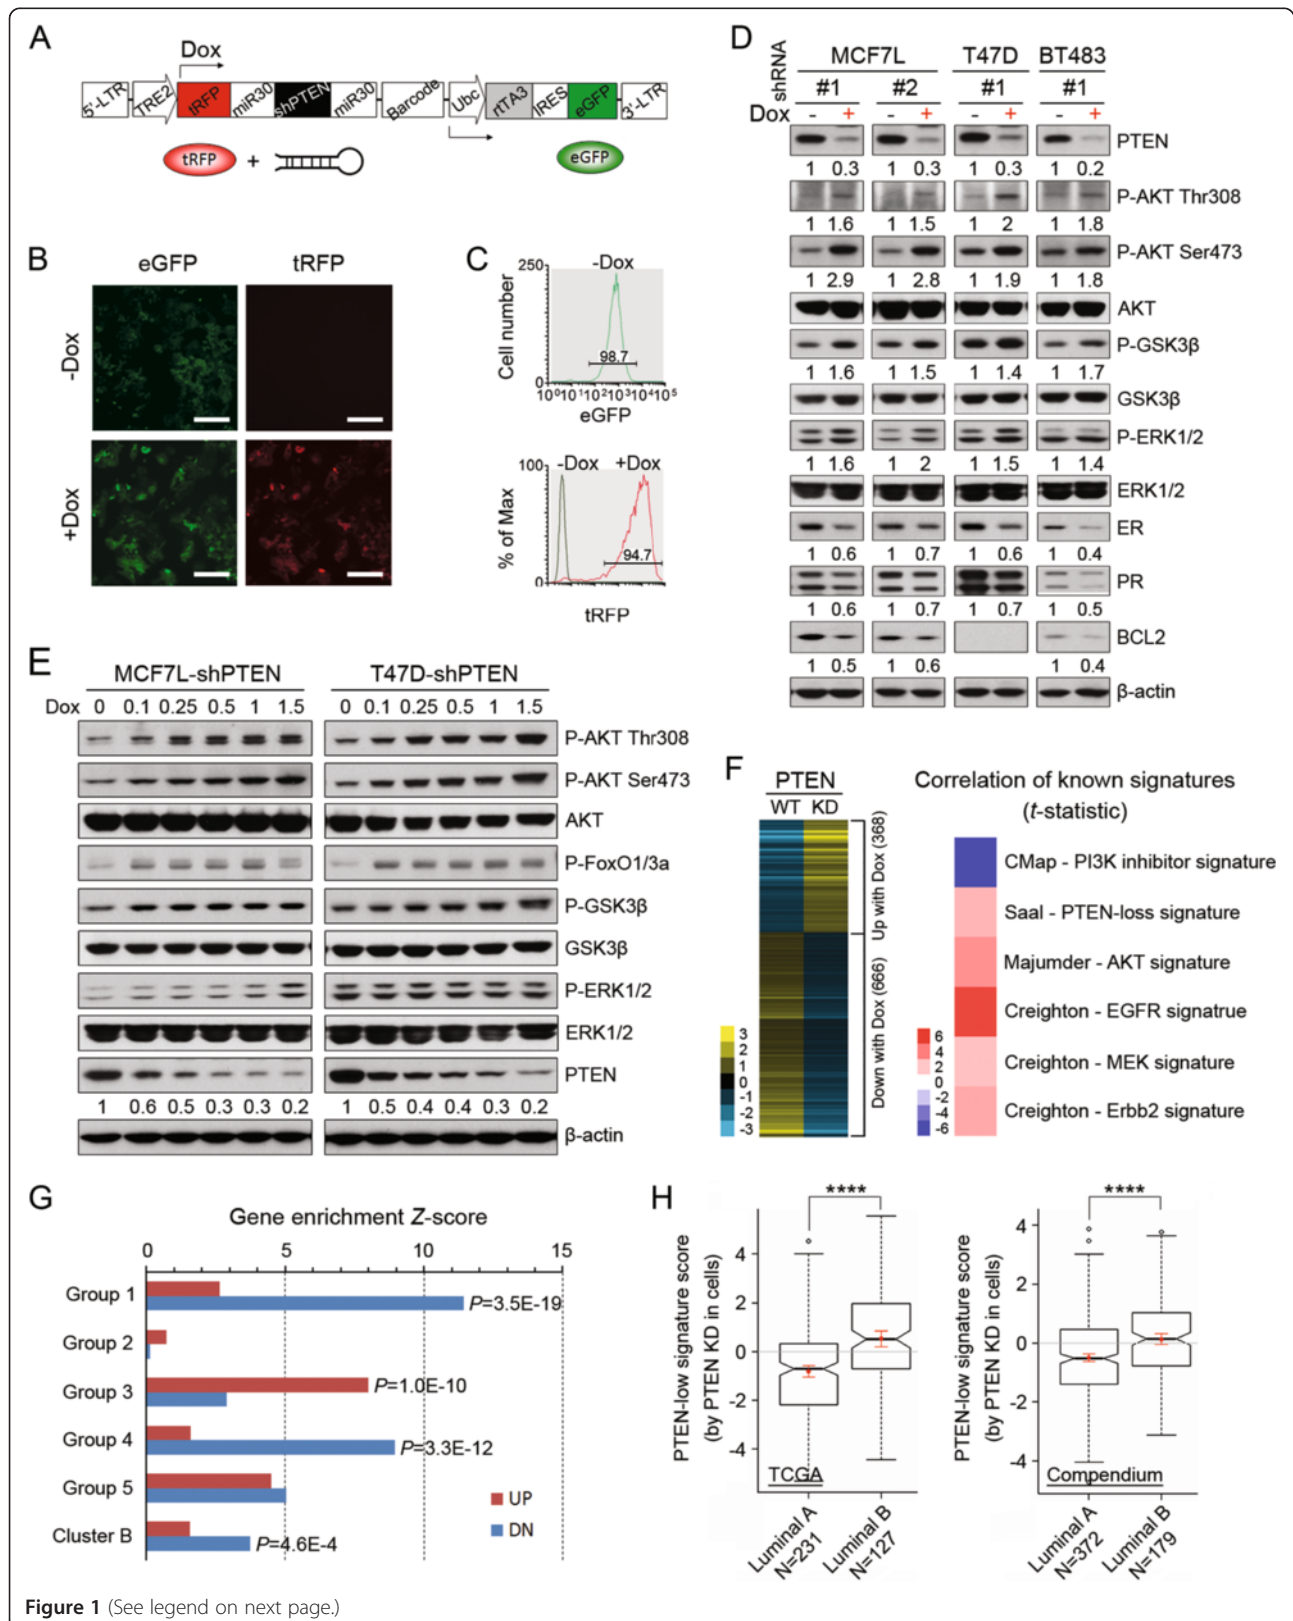 A
Dox
5'-LTR TRE2 tRFP miR30 shPTEN miR30 Barcode Ubc rtTA3 IRES eGFP 3'-LTR
tRFP + eGFP
B
eGFP tRFP
-Dox
+Dox
C
-Dox
250
Cell number
98.7
0
10⁰10¹10²10³10⁴10⁵
eGFP
-Dox +Dox
100
% of Max
94.7
0
tRFP
D
shRNA
MCF7L T47D BT483
#1 #2 #1 #1
Dox - + - + - + - +
PTEN
1 0.3 1 0.3 1 0.3 1 0.2
P-AKT Thr308
1 1.6 1 1.5 1 2 1 1.8
P-AKT Ser473
1 2.9 1 2.8 1 1.9 1 1.8
AKT
P-GSK3β
1 1.6 1 1.5 1 1.4 1 1.7
GSK3β
P-ERK1/2
1 1.6 1 2 1 1.5 1 1.4
ERK1/2
ER
1 0.6 1 0.7 1 0.6 1 0.4
PR
1 0.6 1 0.7 1 0.7 1 0.5
BCL2
1 0.5 1 0.6 1 0.4
β-actin
E
MCF7L-shPTEN T47D-shPTEN
Dox 0 0.1 0.25 0.5 1 1.5 0 0.1 0.25 0.5 1 1.5
P-AKT Thr308
P-AKT Ser473
AKT
P-FoxO1/3a
P-GSK3β
GSK3β
P-ERK1/2
ERK1/2
PTEN
1 0.6 0.5 0.3 0.3 0.2 1 0.5 0.4 0.4 0.3 0.2
β-actin
F
PTEN
WT KD
Up with Dox (368)
Down with Dox (666)
3
2
1
0
-1
-2
-3
Correlation of known signatures
(t-statistic)
CMap - PI3K inhibitor signature
Saal - PTEN-loss signature
Majumder - AKT signature
Creighton - EGFR signatrue
Creighton - MEK signature
Creighton - Erbb2 signature
6
4
2
0
-2
-4
-6
G
Gene enrichment Z-score
0 5 10 15
Group 1 P=3.5E-19
Group 2
Group 3 P=1.0E-10
Group 4 P=3.3E-12
Group 5
Cluster B P=4.6E-4
UP
DN
H
****
PTEN-low signature score
(by PTEN KD in cells)
4
2
0
-2
-4
TCGA
Luminal A
N=231
Luminal B
N=127
****
PTEN-low signature score
(by PTEN KD in cells)
4
2
0
-2
-4
Compendium
Luminal A
N=372
Luminal B
N=179
Figure 1 (See legend on next page.)